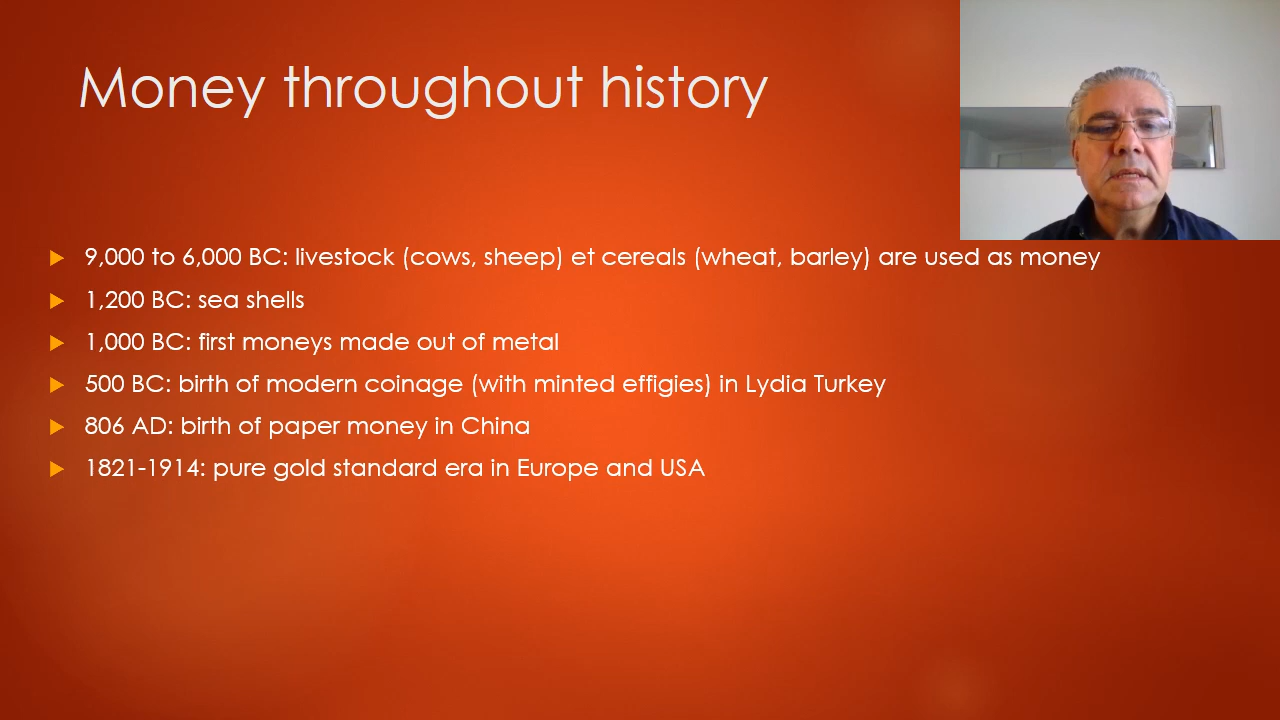 Money throughout history
9,000 to 6,000 BC: livestock (cows, sheep) et cereals (wheat, barley) are used as money
1,200 BC: sea shells
1,000 BC: first moneys made out of metal
500 BC: birth of modern coinage (with minted effigies) in Lydia Turkey
806 AD: birth of paper money in China
1821-1914: pure gold standard era in Europe and USA